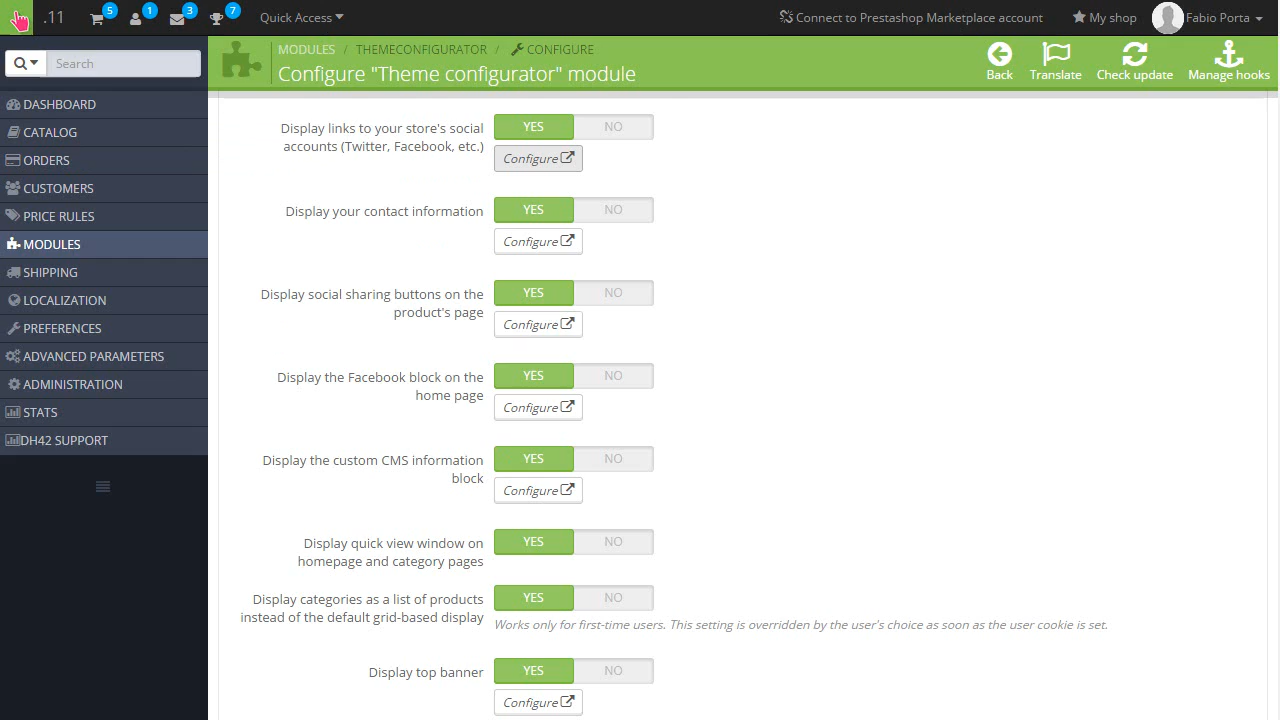 .11 5 1 3 7 Quick Access Connect to Prestashop Marketplace account My shop Fabio Porta
Search
MODULES / THEMECONFIGURATOR / CONFIGURE
Configure "Theme configurator" module
Back Translate Check update Manage hooks
DASHBOARD
CATALOG
ORDERS
CUSTOMERS
PRICE RULES
MODULES
SHIPPING
LOCALIZATION
PREFERENCES
ADVANCED PARAMETERS
ADMINISTRATION
STATS
DH42 SUPPORT
Display links to your store's social
accounts (Twitter, Facebook, etc.)
YES NO
Configure
Display your contact information
YES NO
Configure
Display social sharing buttons on the
product's page
YES NO
Configure
Display the Facebook block on the
home page
YES NO
Configure
Display the custom CMS information
block
YES NO
Configure
Display quick view window on
homepage and category pages
YES NO
Display categories as a list of products
instead of the default grid-based display
YES NO
Works only for first-time users. This setting is overridden by the user's choice as soon as the user cookie is set.
Display top banner
YES NO
Configure